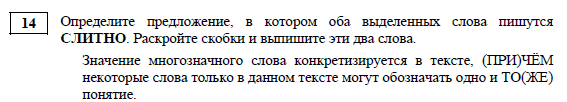 14
Определите предложение, в котором оба выделенных слова пишутся
СЛИТНО. Раскройте скобки и выпишите эти два слова.
Значение многозначного слова конкретизируется в тексте, (ПРИ)ЧЁМ
некоторые слова только в данном тексте могут обозначать одно и ТО(ЖЕ)
понятие.